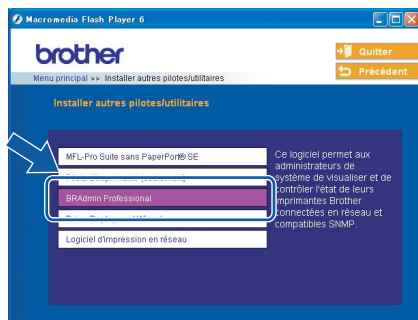 Macromedia Flash Player 6
brother
Quitter
Précédent
Menu principal >> Installer autres pilotes/utilitaires
Installer autres pilotes/utilitaires
MFL-Pro Suite sans PaperPort® SE
BRAdmin Professional
Logiciel d'impression en réseau
Ce logiciel permet aux
administrateurs de
système de visualiser et de
contrôler l'état de leurs
imprimantes Brother
connectées en réseau et
compatibles SNMP.